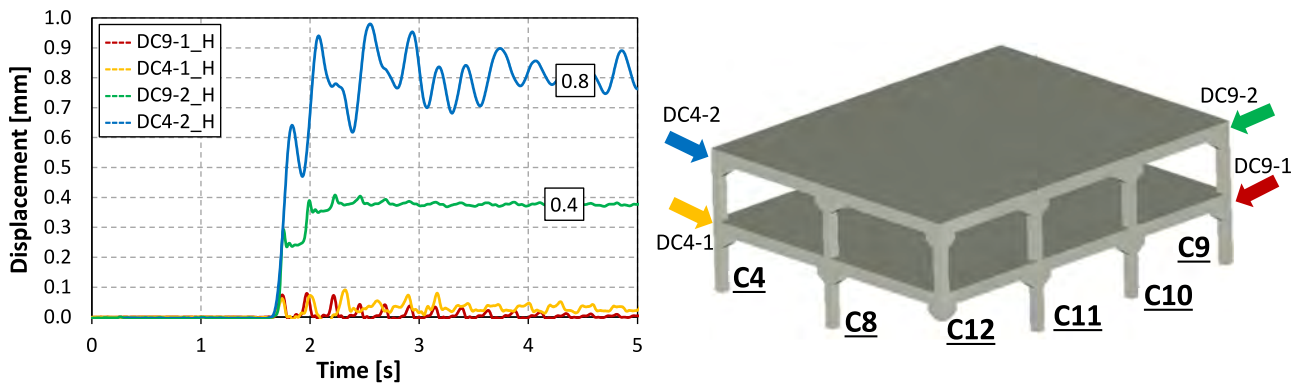 Displacement [mm]
1.0
0.9
0.8
0.7
0.6
0.5
0.4
0.3
0.2
0.1
0.0
DC9-1_H
DC4-1_H
DC9-2_H
DC4-2_H
0.8
0.4
0
1
2
3
4
5
Time [s]
DC4-2
DC9-2
DC9-1
DC4-1
C4
C9
C8
C10
C12
C11